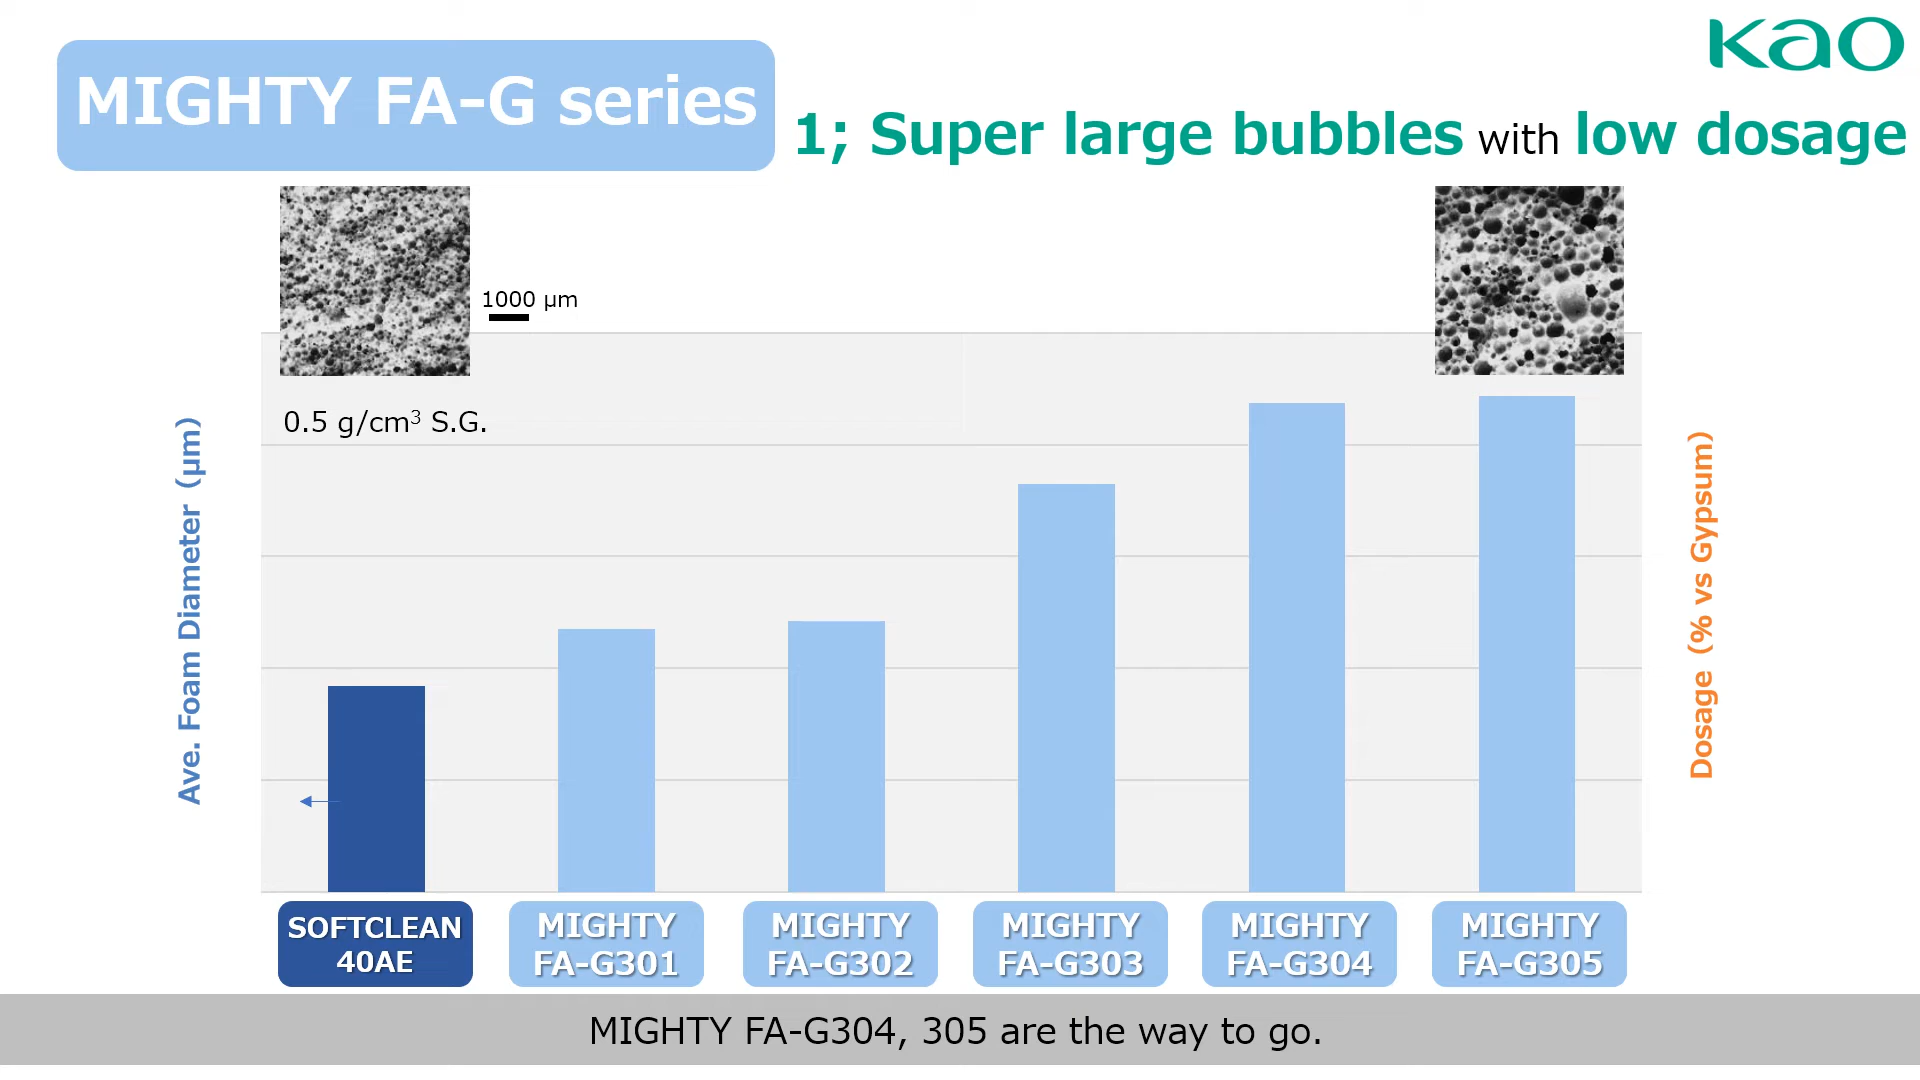 kao
MIGHTY FA-G series
1; Super large bubbles with low dosage
1000 μm
0.5 g/cm³ S.G.
Ave. Foam Diameter (μm)
Dosage (% vs Gypsum)
SOFTCLEAN
40AE
MIGHTY
FA-G301
MIGHTY
FA-G302
MIGHTY
FA-G303
MIGHTY
FA-G304
MIGHTY
FA-G305
MIGHTY FA-G304, 305 are the way to go.